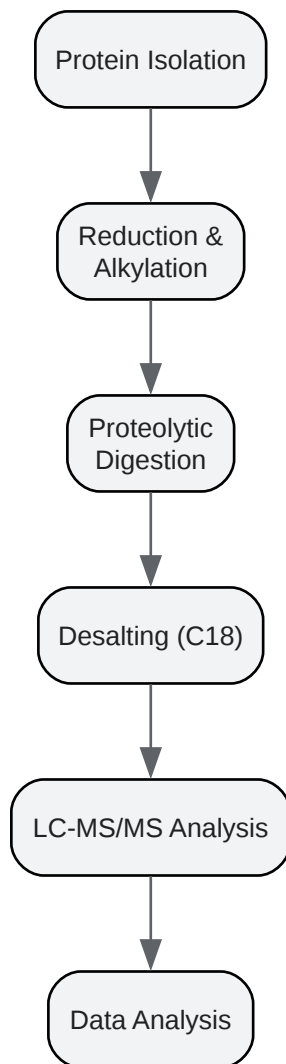 Protein Isolation
Reduction &
Alkylation
Proteolytic
Digestion
Desalting (C18)
LC-MS/MS Analysis
Data Analysis